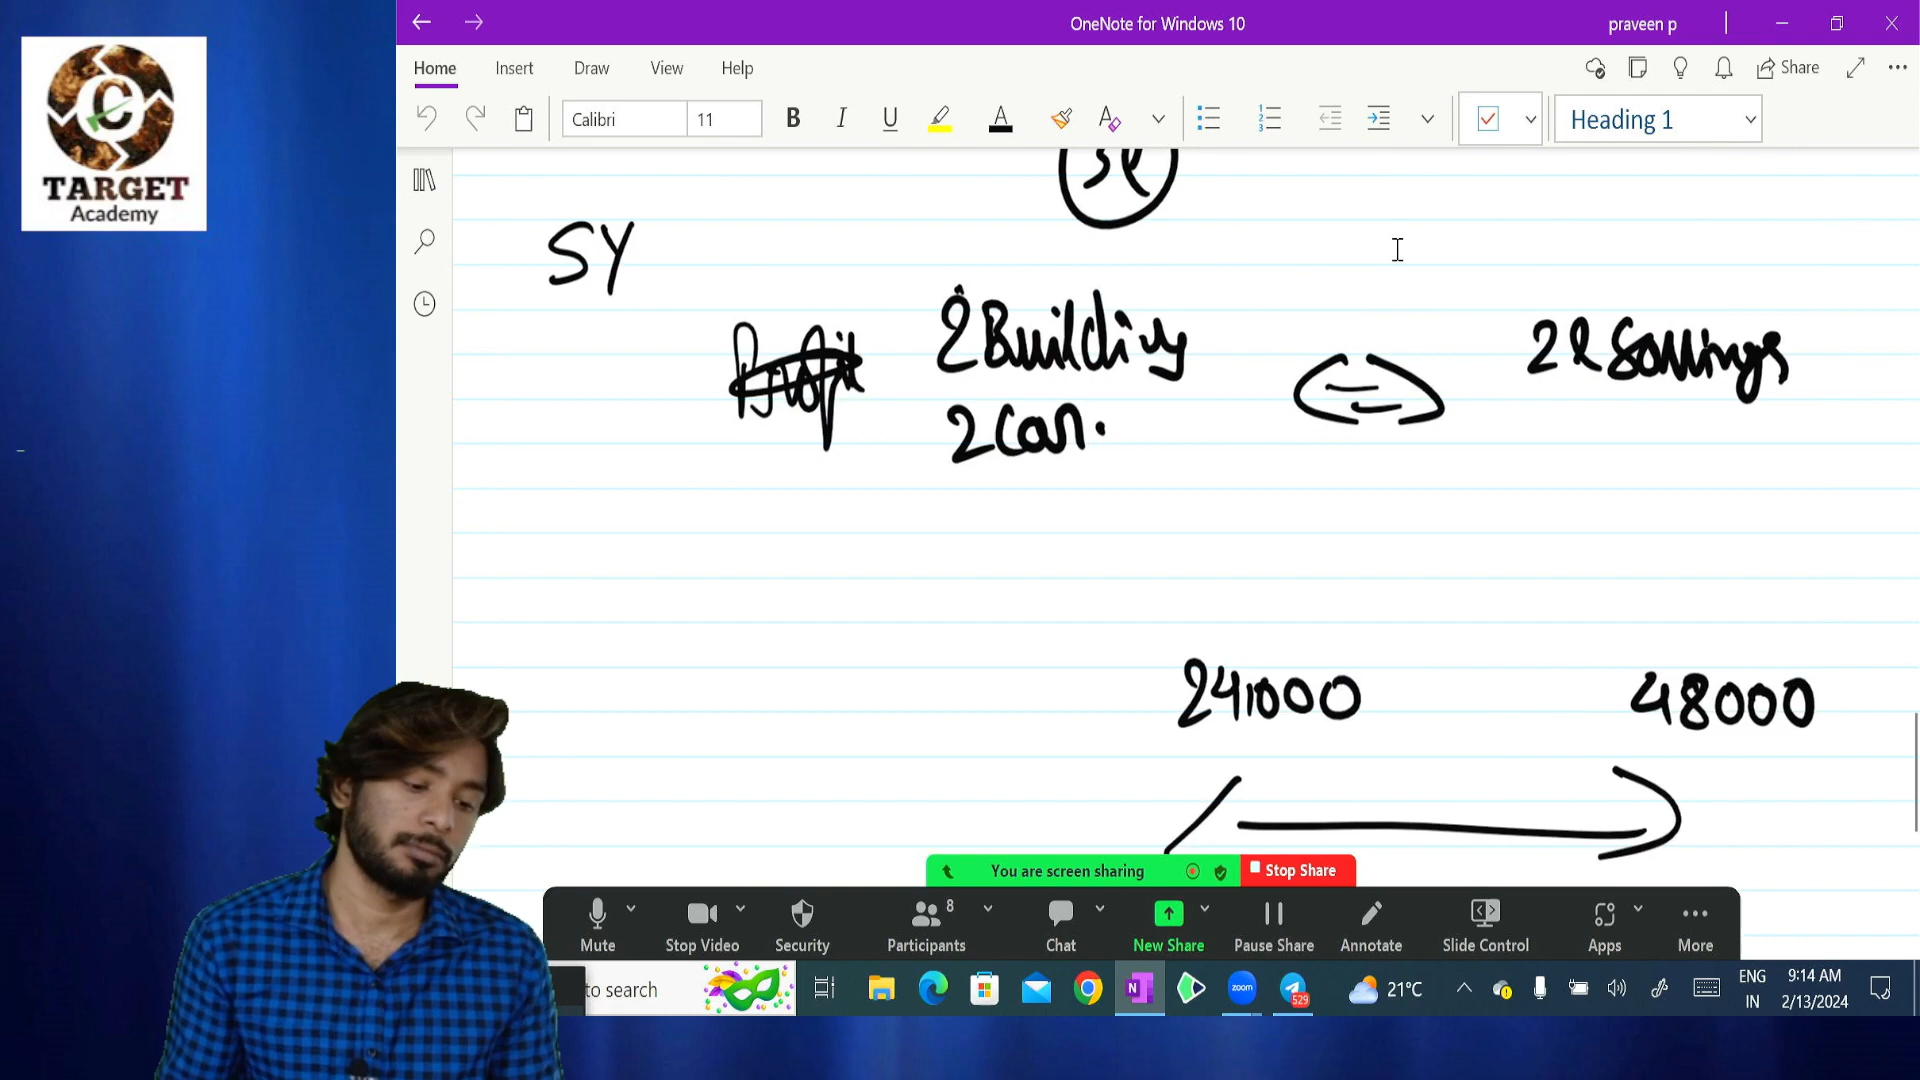 OneNote for Windows 10
praveen p
Home Insert Draw View Help
Share
Calibri 11 B I U A Heading 1
TARGET
Academy
SY
Profit
2 Building
2 Car.
2 l Savings
24000 48000
You are screen sharing Stop Share
Mute Stop Video Security Participants 8 Chat New Share Pause Share Annotate Slide Control Apps More
to search
zoom
529
21°C
ENG
IN
9:14 AM
2/13/2024